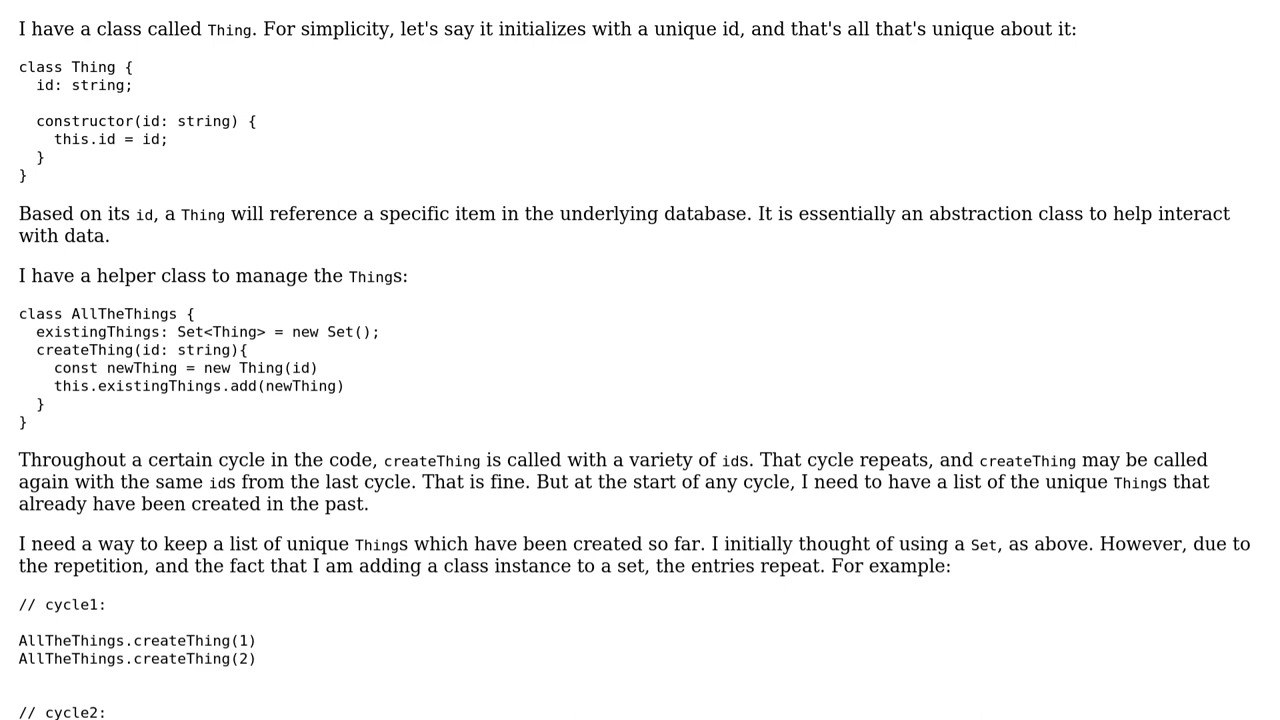 I have a class called Thing. For simplicity, let's say it initializes with a unique id, and that's all that's unique about it:
class Thing {
  id: string;

  constructor(id: string) {
    this.id = id;
  }
}
Based on its id, a Thing will reference a specific item in the underlying database. It is essentially an abstraction class to help interact
with data.
I have a helper class to manage the Things:
class AllTheThings {
  existingThings: Set<Thing> = new Set();
  createThing(id: string){
    const newThing = new Thing(id)
    this.existingThings.add(newThing)
  }
}
Throughout a certain cycle in the code, createThing is called with a variety of ids. That cycle repeats, and createThing may be called
again with the same ids from the last cycle. That is fine. But at the start of any cycle, I need to have a list of the unique Things that
already have been created in the past.
I need a way to keep a list of unique Things which have been created so far. I initially thought of using a Set, as above. However, due to
the repetition, and the fact that I am adding a class instance to a set, the entries repeat. For example:
// cycle1:

AllTheThings.createThing(1)
AllTheThings.createThing(2)


// cycle2: